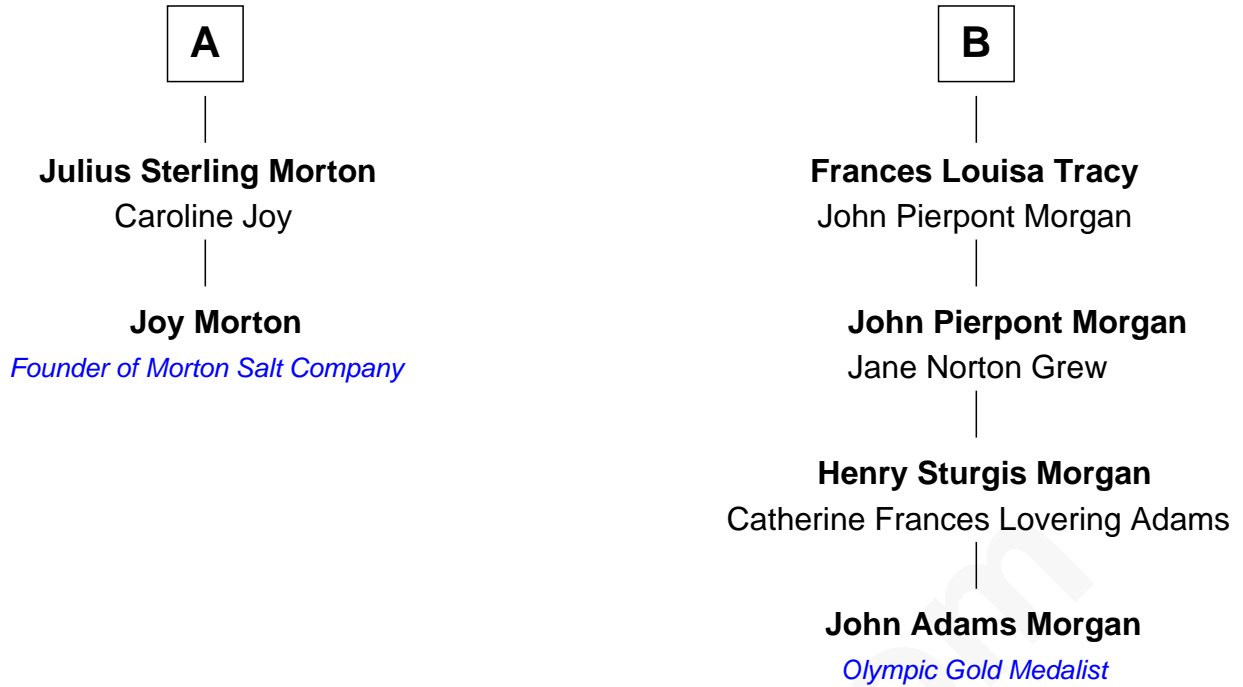 A
Julius Sterling Morton
Caroline Joy
Joy Morton
Founder of Morton Salt Company
B
Frances Louisa Tracy
John Pierpont Morgan
John Pierpont Morgan
Jane Norton Grew
Henry Sturgis Morgan
Catherine Frances Lovering Adams
John Adams Morgan
Olympic Gold Medalist